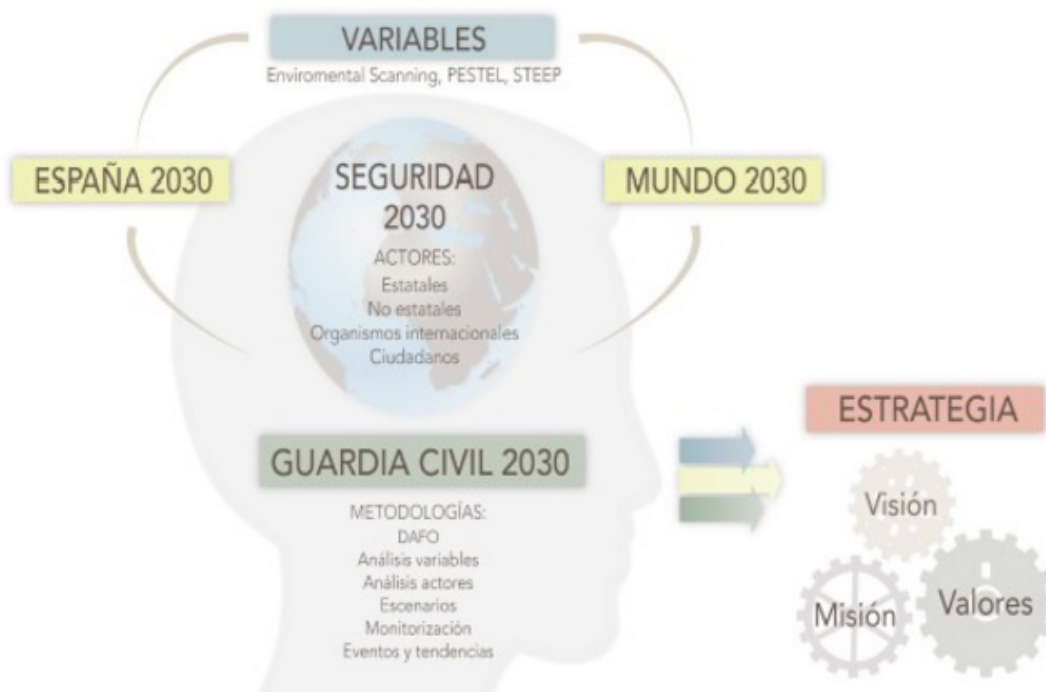 VARIABLES
Enviromental Scanning, PESTEL, STEEP
ESPAÑA 2030
SEGURIDAD
2030
MUNDO 2030
ACTORES:
Estatales
No estatales
Organismos internacionales
Ciudadanos
GUARDIA CIVIL 2030
METODOLOGÍAS:
DAFO
Análisis variables
Análisis actores
Escenarios
Monitorización
Eventos y tendencias
ESTRATEGIA
Visión
Misión
Valores